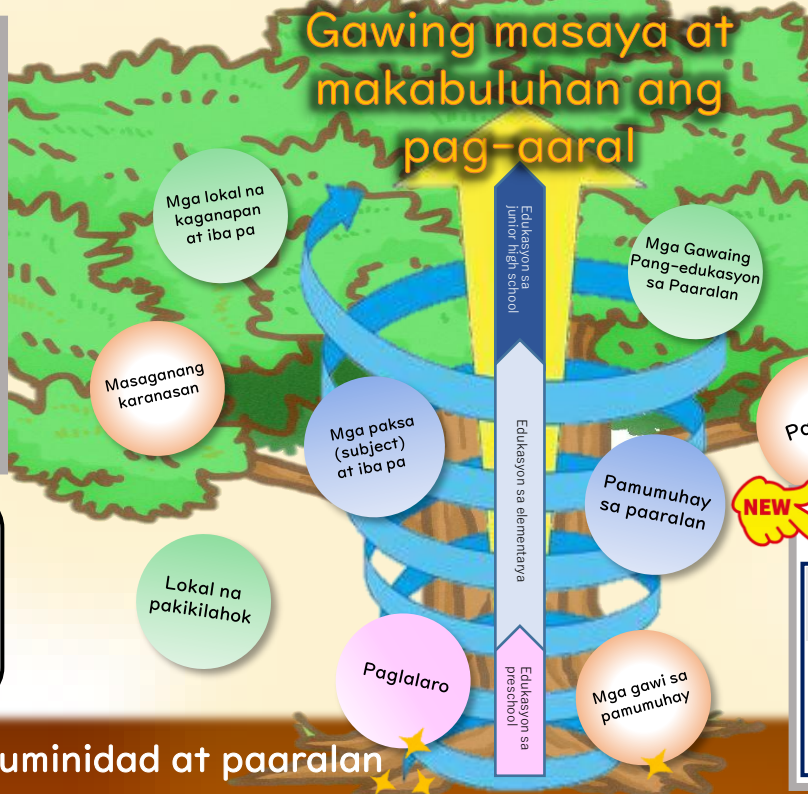 Gawing masaya at
makabuluhan ang
pag-aaral
Mga lokal na
kaganapan
at iba pa
Edukasyon sa
junior high school
Mga Gawaing
Pang-edukasyon
sa Paaralan
Masaganang
karanasan
Mga paksa
(subject)
at iba pa
Edukasyon sa elementarya
Pamumuhay
sa paaralan
NEW
Lokal na
pakikilahok
Paglalaro
Edukasyon sa
preschool
Mga gawi sa
pamumuhay
uminidad at paaralan